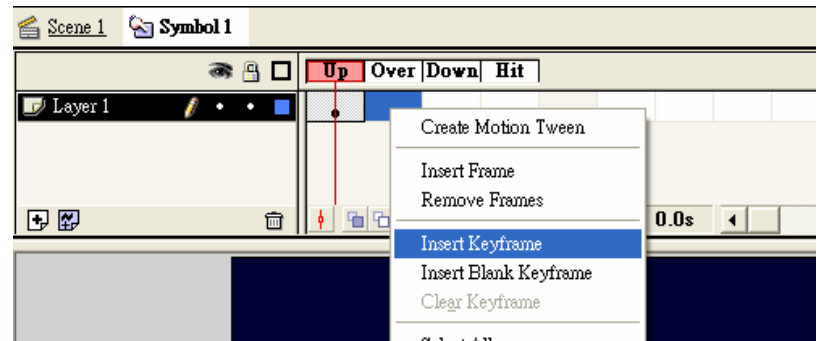 Scene 1 Symbol 1
Up Over Down Hit
Layer 1
Create Motion Tween
Insert Frame
Remove Frames
0.0s
Insert Keyframe
Insert Blank Keyframe
Clear Keyframe